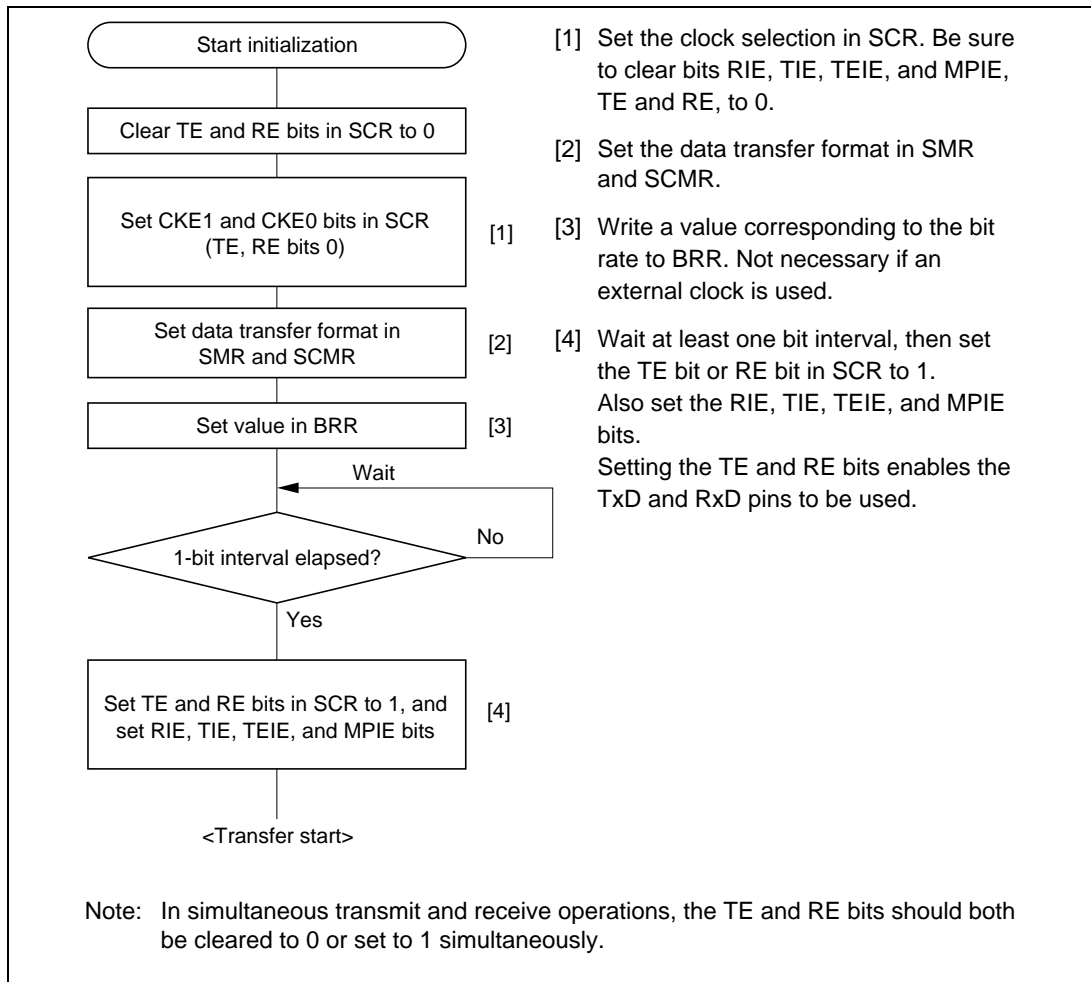 Start initialization
Clear TE and RE bits in SCR to 0
Set CKE1 and CKE0 bits in SCR
(TE, RE bits 0)
[1]
Set data transfer format in
SMR and SCMR
[2]
Set value in BRR
[3]
Wait
No
1-bit interval elapsed?
Yes
Set TE and RE bits in SCR to 1, and
set RIE, TIE, TEIE, and MPIE bits
[4]
<Transfer start>
[1] Set the clock selection in SCR. Be sure
to clear bits RIE, TIE, TEIE, and MPIE,
TE and RE, to 0.
[2] Set the data transfer format in SMR
and SCMR.
[3] Write a value corresponding to the bit
rate to BRR. Not necessary if an
external clock is used.
[4] Wait at least one bit interval, then set
the TE bit or RE bit in SCR to 1.
Also set the RIE, TIE, TEIE, and MPIE
bits.
Setting the TE and RE bits enables the
TxD and RxD pins to be used.
Note: In simultaneous transmit and receive operations, the TE and RE bits should both
be cleared to 0 or set to 1 simultaneously.